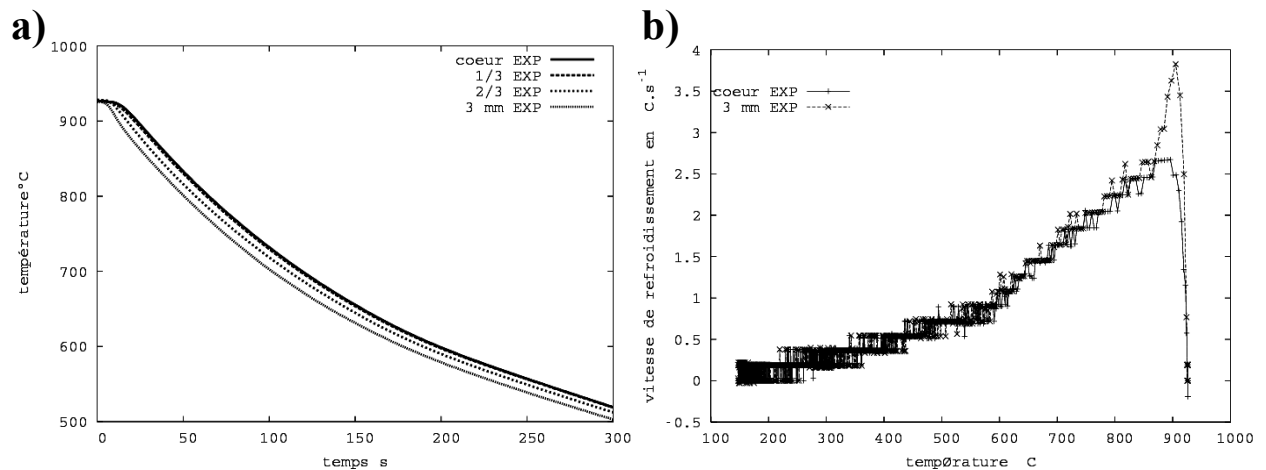 a)
1000
900
800
700
600
500
température°C
0 50 100 150 200 250 300
temps s
coeur EXP
1/3 EXP
2/3 EXP
3 mm EXP
b)
4
3.5
3
2.5
2
1.5
1
0.5
0
-0.5
vitesse de refroidissement en C.s-1
100 200 300 400 500 600 700 800 900 1000
tempØrature C
coeur EXP
3 mm EXP